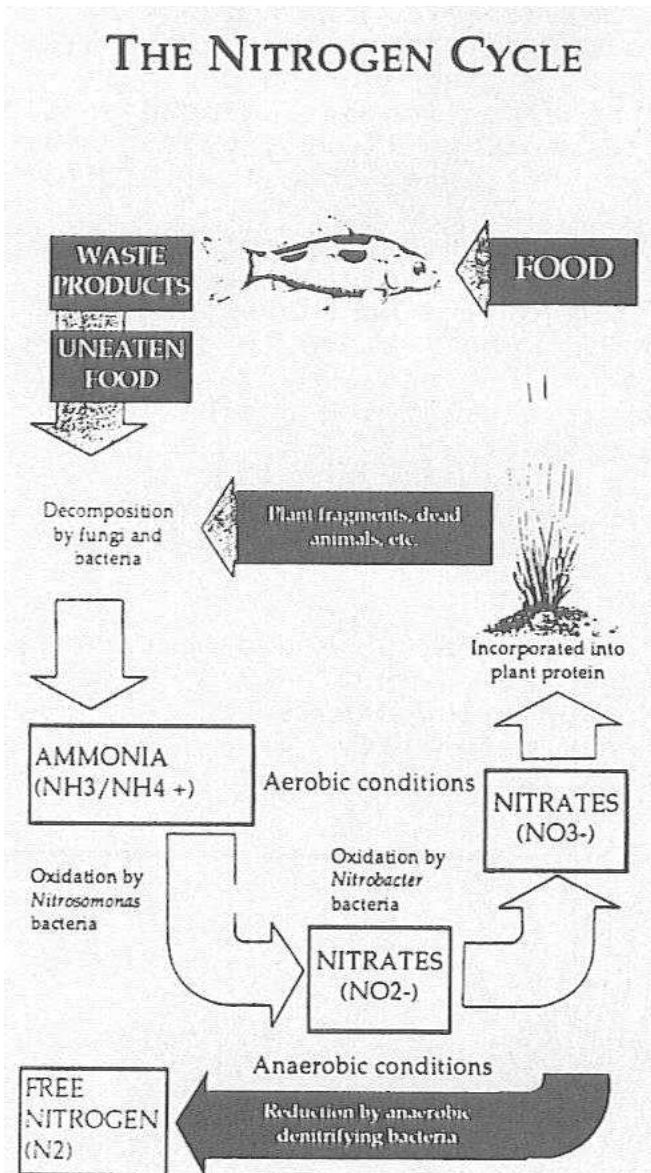 THE NITROGEN CYCLE
WASTE
PRODUCTS
FOOD
UNEATEN
FOOD
Decomposition
by fungi and
bacteria
Plant fragments, dead
animals, etc.
Incorporated into
plant protein
AMMONIA
(NH3/NH4 +)
Aerobic conditions
NITRATES
(NO3-)
Oxidation by
Nitrosomonas
bacteria
Oxidation by
Nitrobacter
bacteria
NITRATES
(NO2-)
Anaerobic conditions
FREE
NITROGEN
(N2)
Reduction by anaerobic
denitrifying bacteria